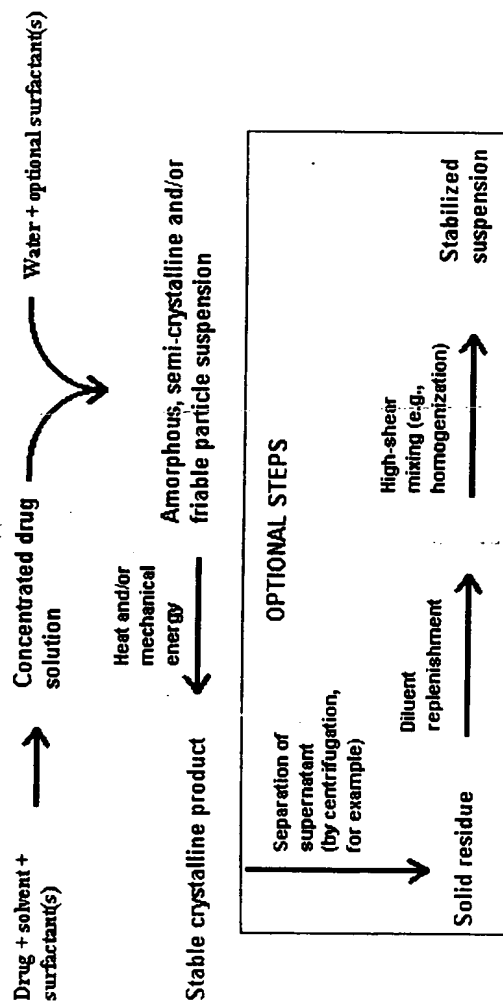 Drug + solvent +
surfactant(s)
Concentrated drug
solution
Water + optional surfactant(s)
Amorphous, semi-crystalline and/or
friable particle suspension
Heat and/or
mechanical
energy
Stable crystalline product
OPTIONAL STEPS
Separation of
supernatant
(by centrifugation,
for example)
Solid residue
Diluent
replenishment
High-shear
mixing (e.g.,
homogenization)
Stabilized
suspension